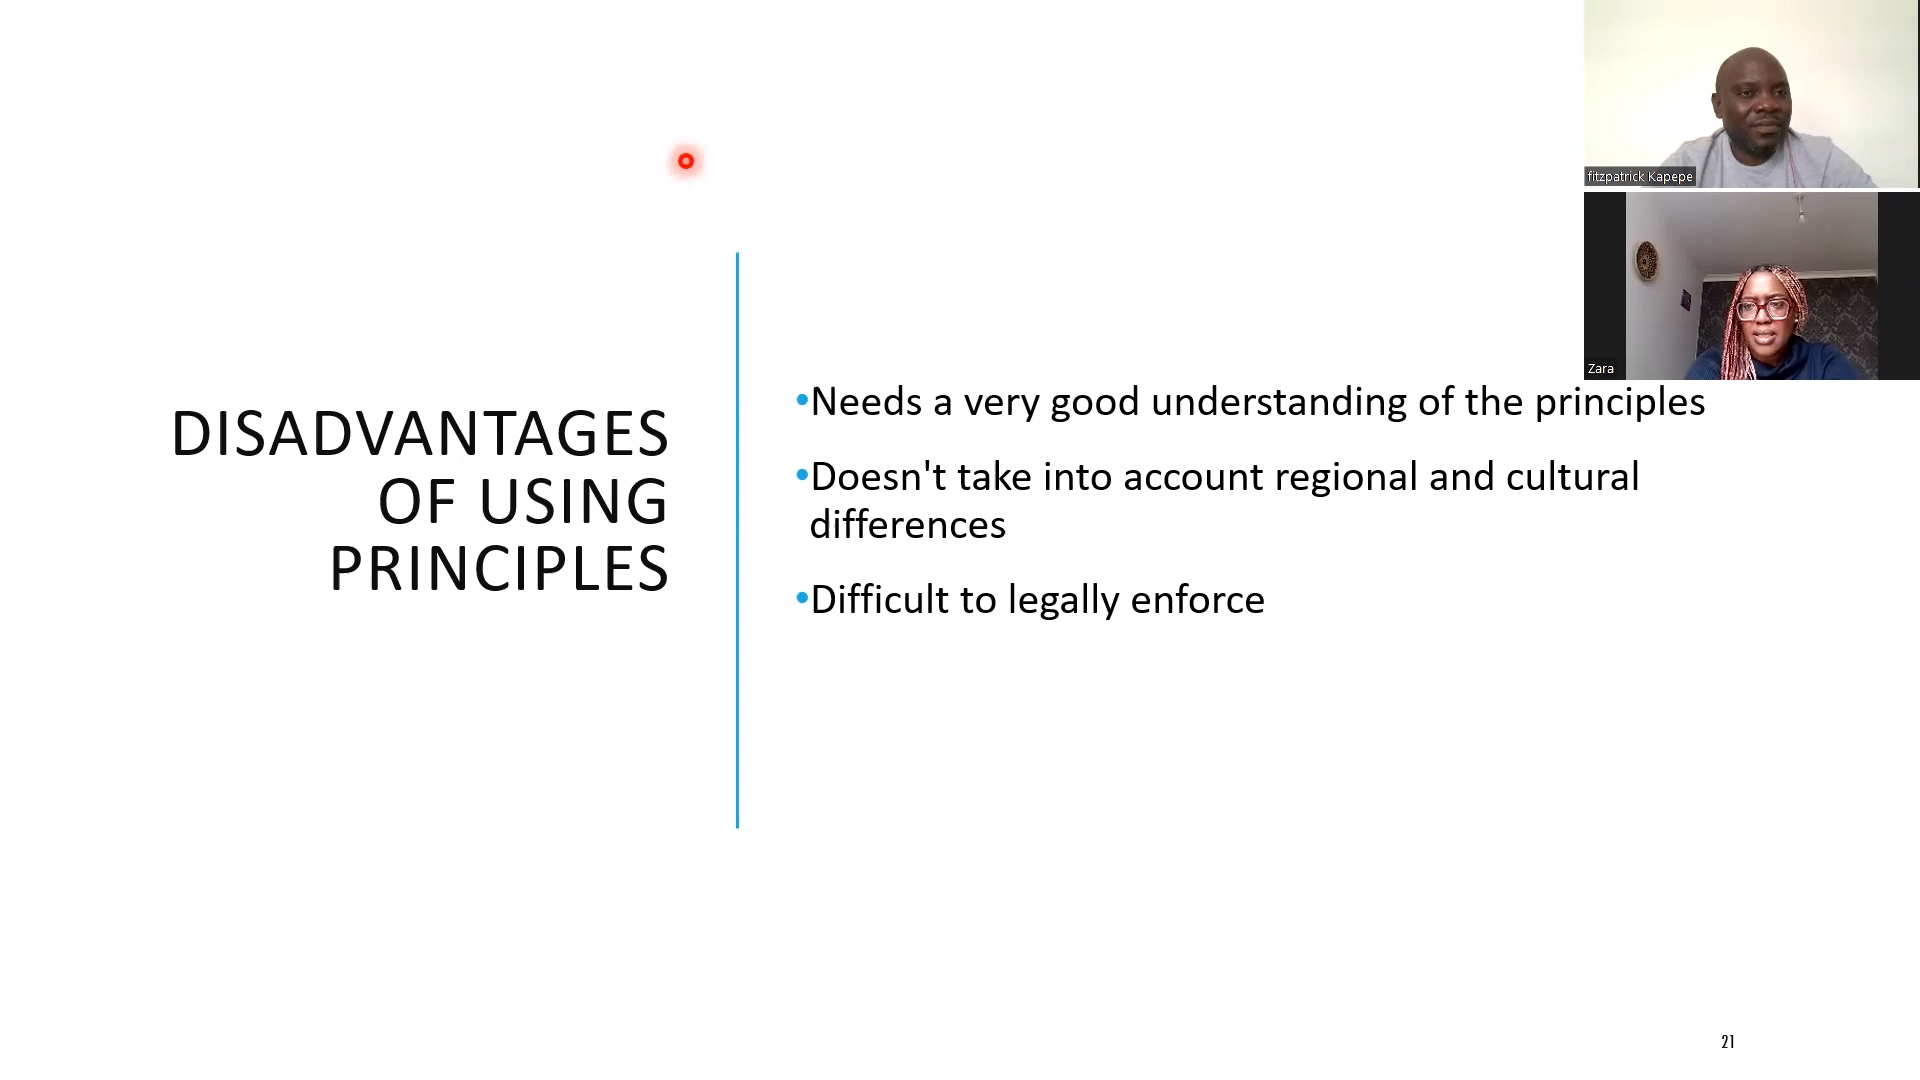 fitzpatrick Kapepe
Zara
DISADVANTAGES
OF USING
PRINCIPLES
•Needs a very good understanding of the principles
•Doesn't take into account regional and cultural
differences
•Difficult to legally enforce
21